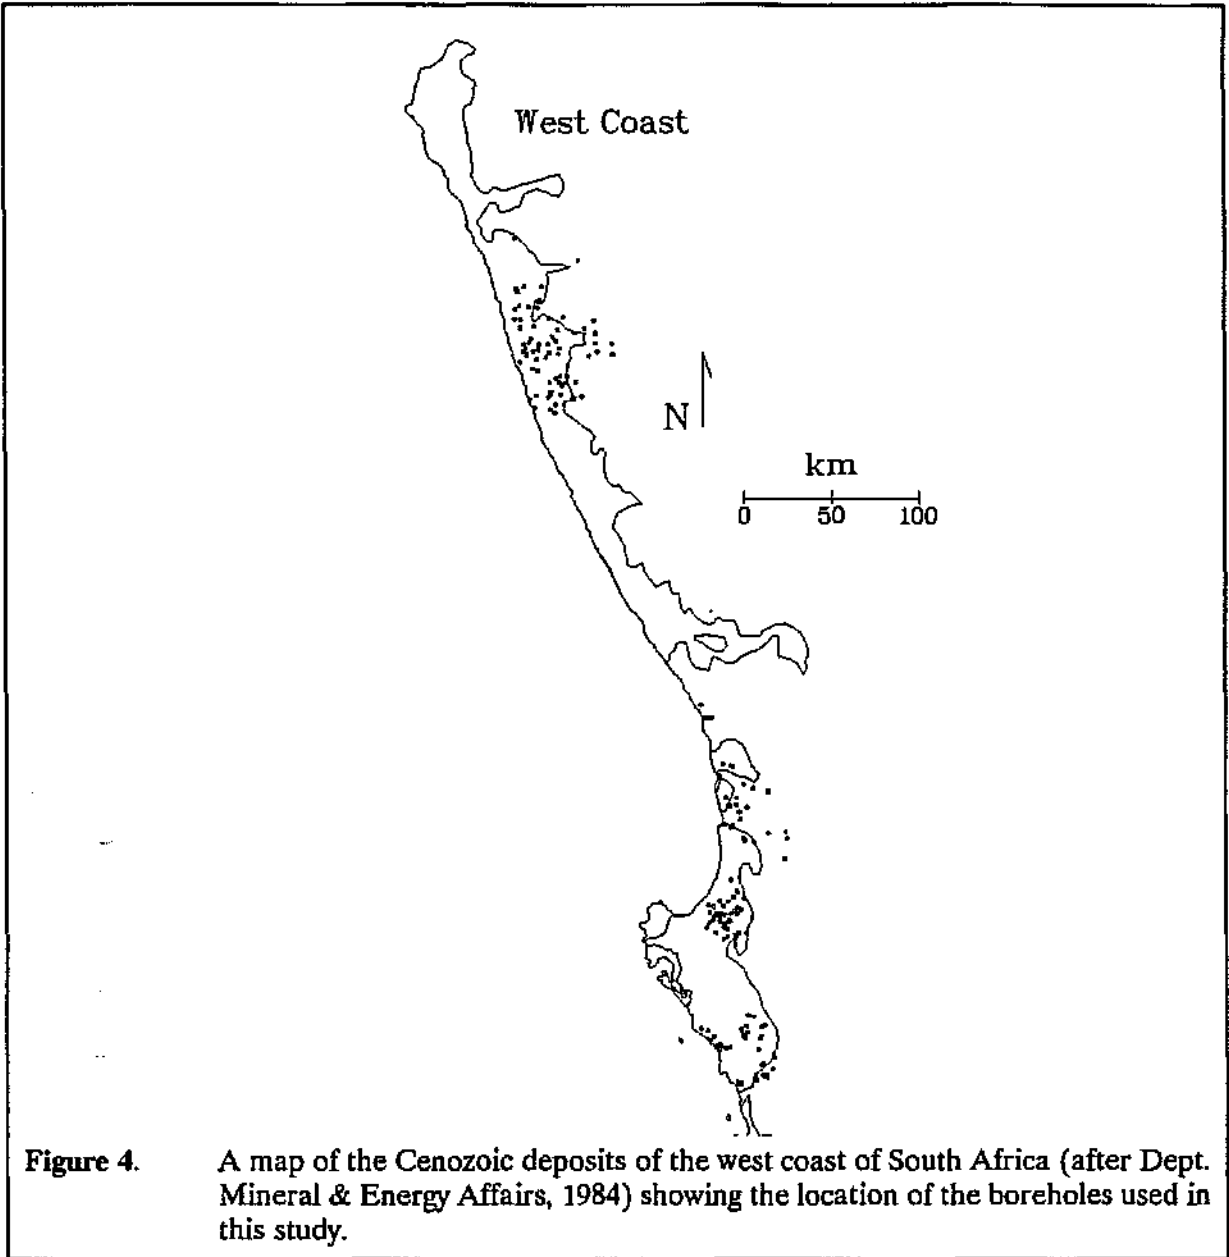 West Coast
N
km
0 50 100
Figure 4. A map of the Cenozoic deposits of the west coast of South Africa (after Dept.
Mineral & Energy Affairs, 1984) showing the location of the boreholes used in
this study.